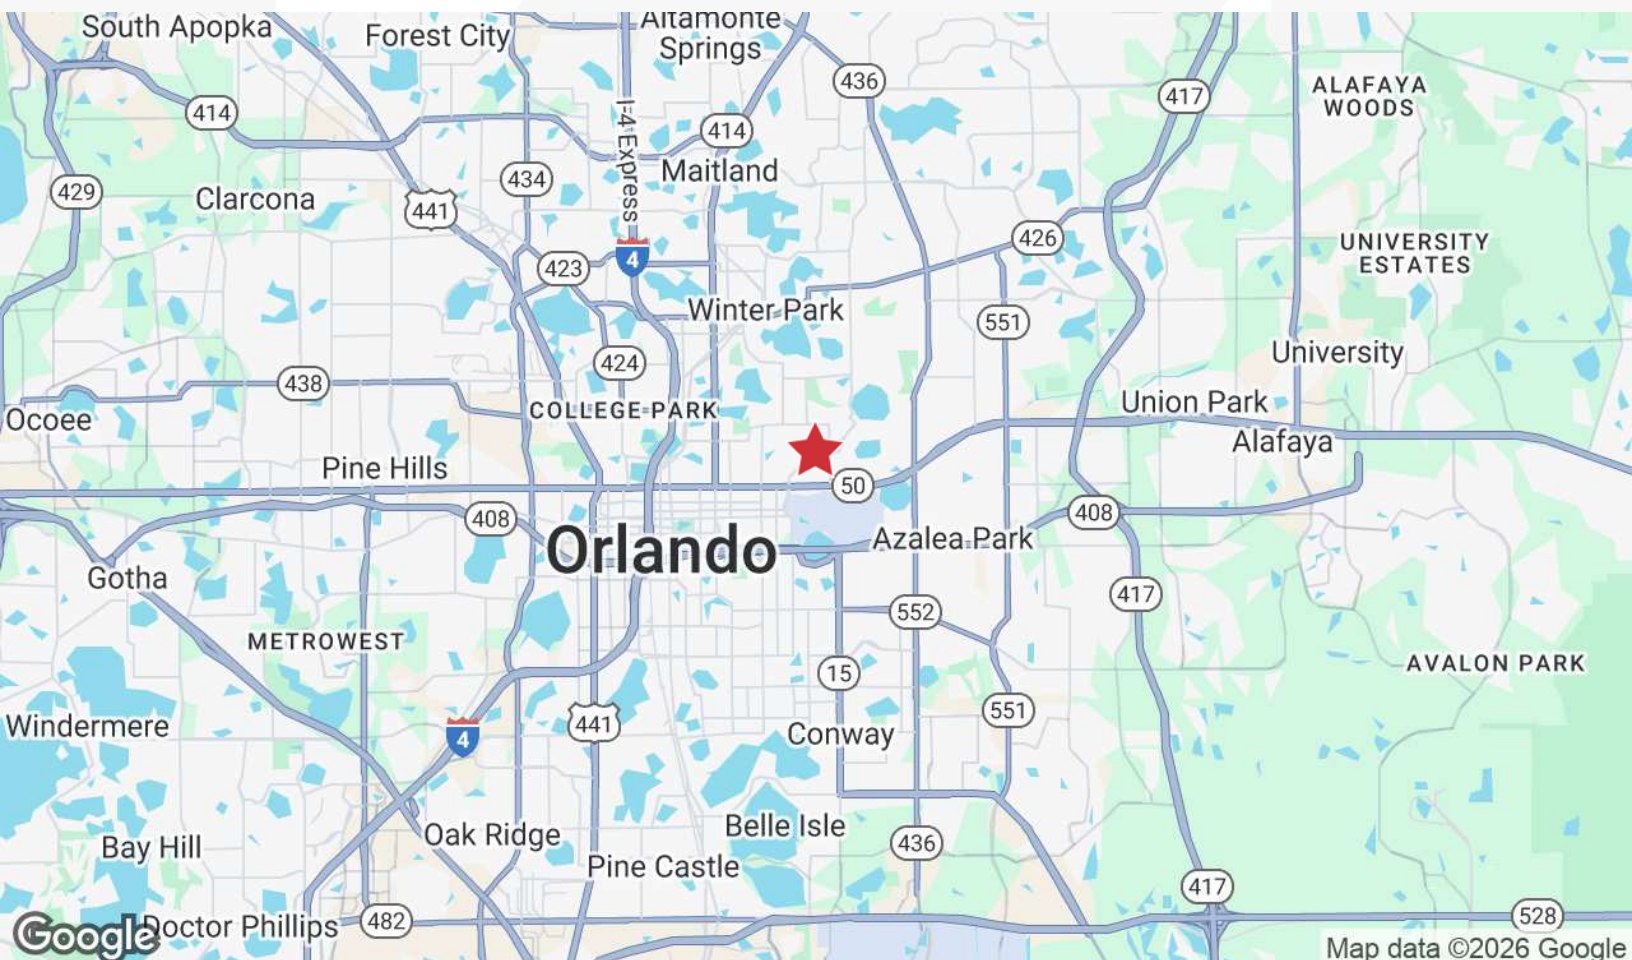 South Apopka
Forest City
Altamonte
Springs
436
417
ALAFAYA
WOODS
414
I-4 Express
414
Maitland
429
434
Clarcona
441
426
UNIVERSITY
ESTATES
423
4
Winter Park
551
University
424
438
COLLEGE PARK
Union Park
Ocoee
Alafaya
Pine Hills
50
408
408
Orlando
Azalea Park
Gotha
417
552
METROWEST
AVALON PARK
15
551
Windermere
441
4
Conway
Bay Hill
Oak Ridge
Belle Isle
436
Pine Castle
417
Google
Doctor Phillips
482
528
Map data ©2026 Google